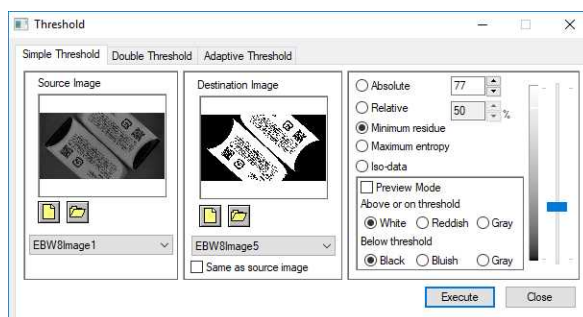 Threshold
Simple Threshold Double Threshold Adaptive Threshold
Source Image
EBW8Image1
Destination Image
EBW8Image5
Same as source image
Absolute 77
Relative 50 %
Minimum residue
Maximum entropy
Iso-data
Preview Mode
Above or on threshold
White Reddish Gray
Below threshold
Black Bluish Gray
Execute Close